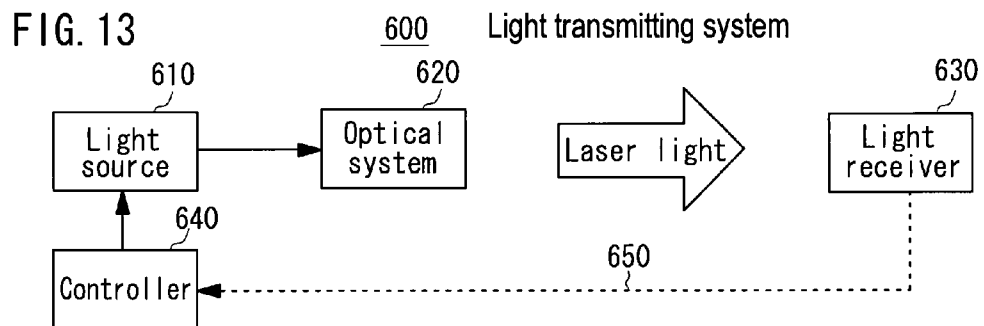 FIG. 13
600 Light transmitting system
610
620
630
Light
source
Optical
system
Laser light
Light
receiver
640
Controller
650